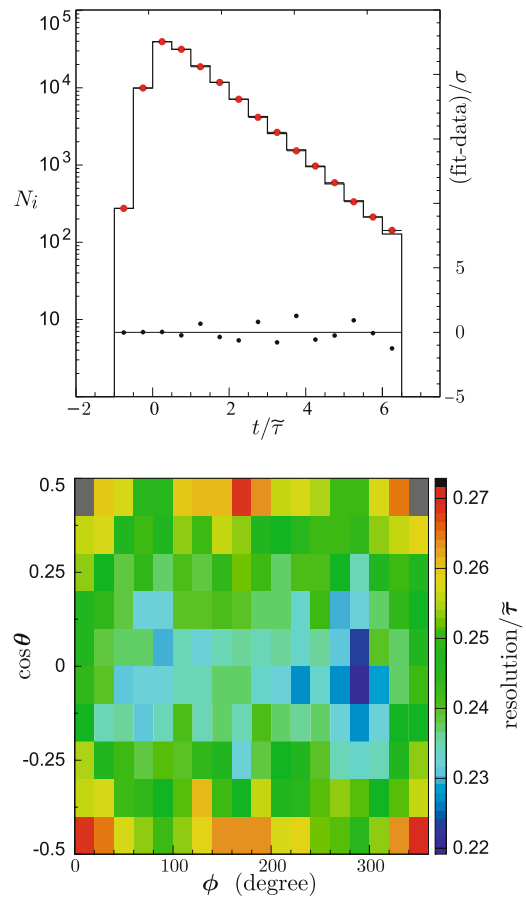 10^5
10^4
10^3
N_i
10^2
10
5
0
-5
(fit-data)/σ
−2 0 2 4 6
t/τ̃
0.5
0.25
0
-0.25
-0.5
cosθ
0 100 200 300
ϕ (degree)
0.27
0.26
0.25
0.24
0.23
0.22
resolution/τ̃